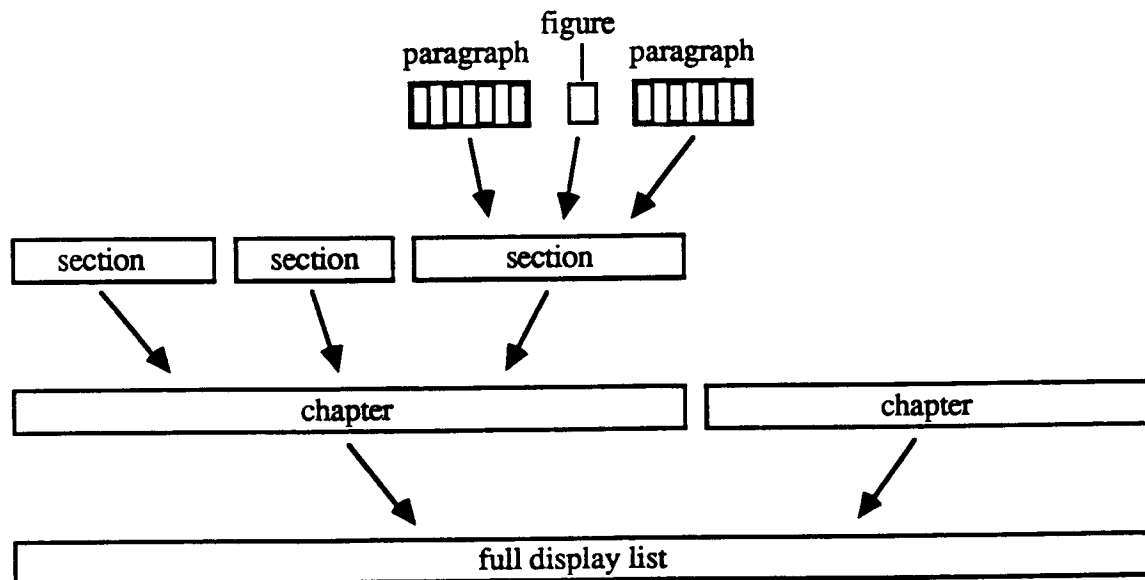 figure
paragraph paragraph
section section section
chapter chapter
full display list